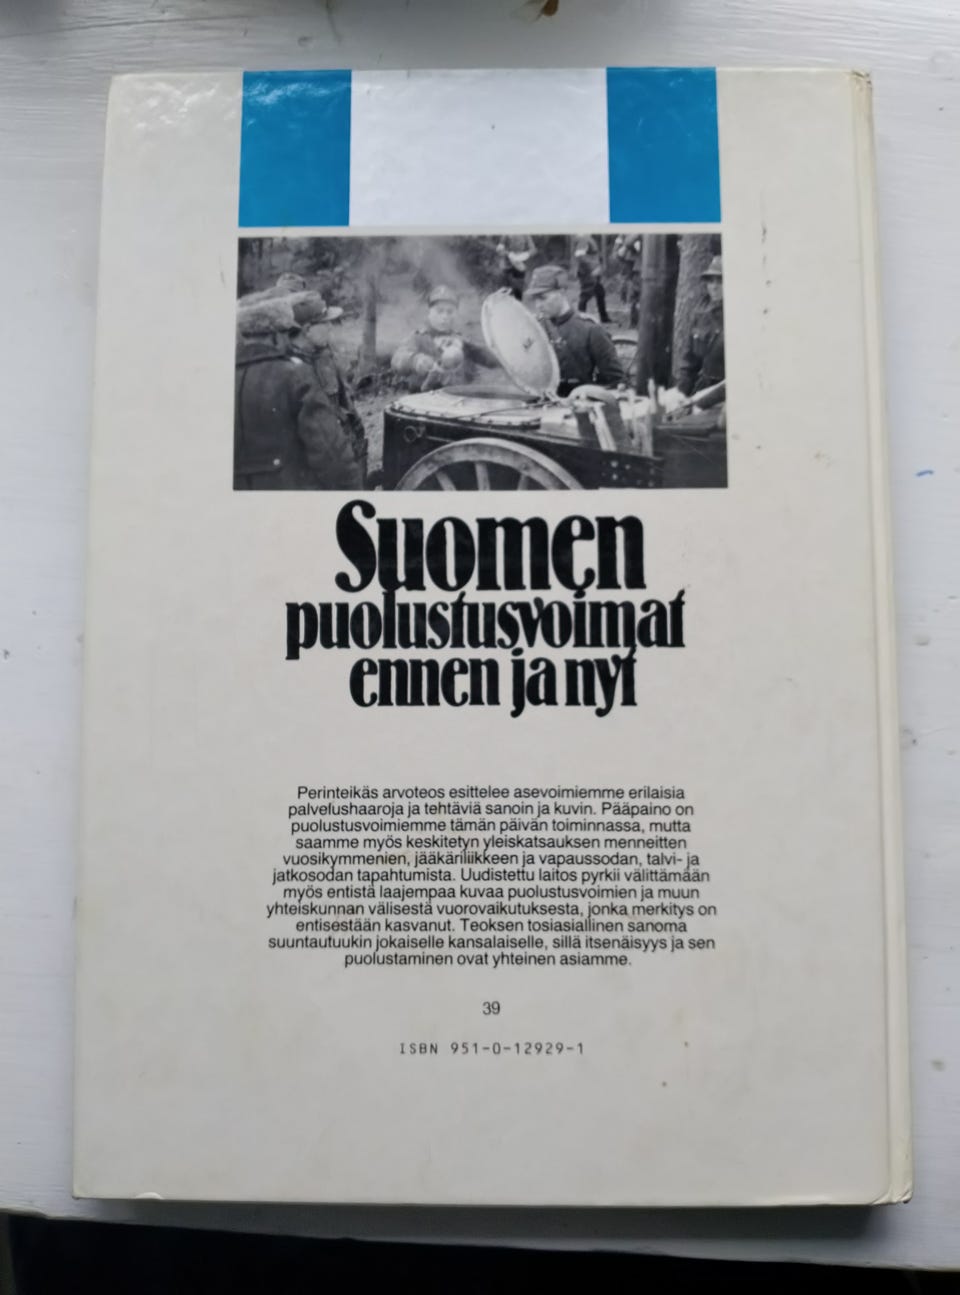 Suomen
puolustusvoimat
ennen ja nyt
Perinteikäs arvoteos esittelee asevoimiemme erilaisia
palvelushaaroja ja tehtäviä sanoin ja kuvin. Pääpaino on
puolustusvoimiemme tämän päivän toiminnassa, mutta
saamme myös keskitetyn yleiskatsauksen menneitten
vuosikymmenien, jääkäriliikkeen ja vapaussodan, talvi- ja
jatkosodan tapahtumista. Uudistettu laitos pyrkii välittämään
myös entistä laajempaa kuvaa puolustusvoimien ja muun
yhteiskunnan välisestä vuorovaikutuksesta, jonka merkitys on
entisestään kasvanut. Teoksen tosiasiallinen sanoma
suuntautuukin jokaiselle kansalaiselle, sillä itsenäisyys ja sen
puolustaminen ovat yhteinen asiamme.
39
ISBN 951-0-12929-1